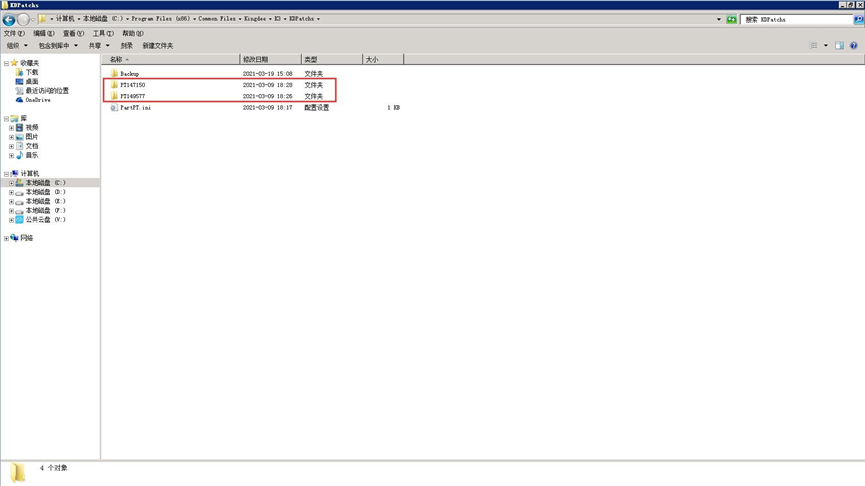 KDPatchs
▸ 计算机 ▸ 本地磁盘 (C:) ▸ Program Files (x86) ▸ Common Files ▸ Kingdee ▸ K3 ▸ KDPatchs ▸ 搜索 KDPatchs
文件(F) 编辑(E) 查看(V) 工具(T) 帮助(H)
组织 包含到库中 共享 刻录 新建文件夹
名称 修改日期 类型 大小
Backup 2021-03-19 15:08 文件夹
PT147150 2021-03-09 18:28 文件夹
PT149577 2021-03-09 18:26 文件夹
PartPT.ini 2021-03-09 18:17 配置设置 1 KB
收藏夹
下载
桌面
最近访问的位置
OneDrive
库
视频
图片
文档
音乐
计算机
本地磁盘 (C:)
本地磁盘 (D:)
本地磁盘 (E:)
本地磁盘 (F:)
公共云盘 (V:)
网络
4 个对象